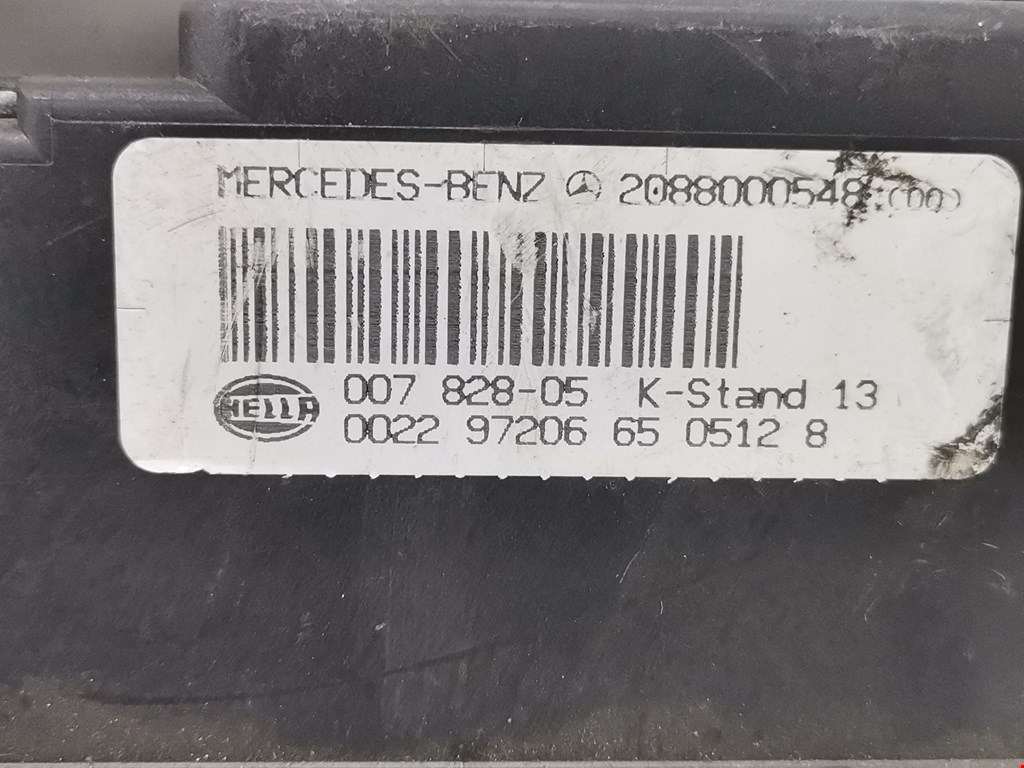 MERCEDES-BENZ 2088000548 (00)
HELLA
007 828-05 K-Stand 13
0022 97206 65 0512 8